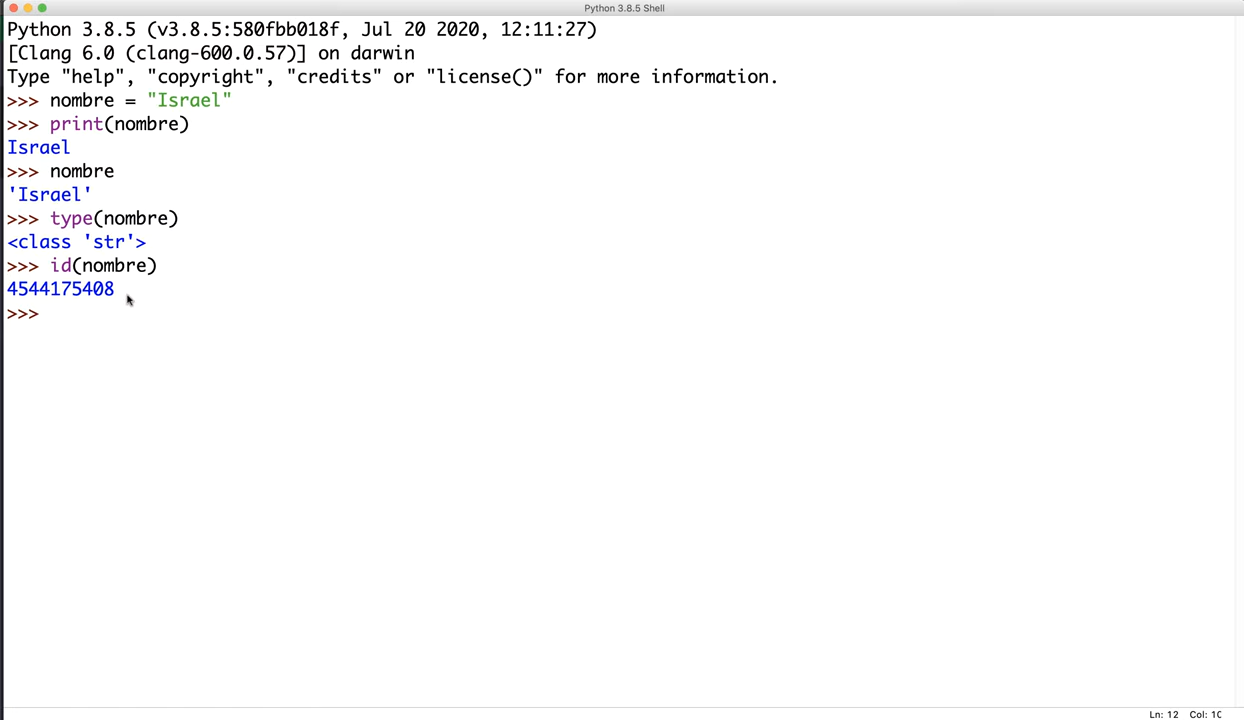 Python 3.8.5 Shell
Python 3.8.5 (v3.8.5:580fbb018f, Jul 20 2020, 12:11:27)
[Clang 6.0 (clang-600.0.57)] on darwin
Type "help", "copyright", "credits" or "license()" for more information.
>>> nombre = "Israel"
>>> print(nombre)
Israel
>>> nombre
'Israel'
>>> type(nombre)
<class 'str'>
>>> id(nombre)
4544175408
>>>
Ln: 12 Col: 10